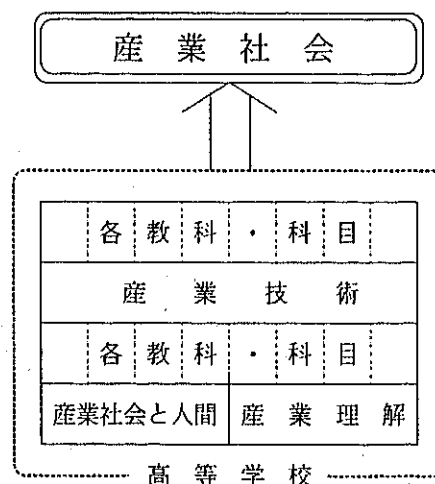 産業社会
各教科・科目
産業技術
各教科・科目
産業社会と人間 産業理解
高等学校